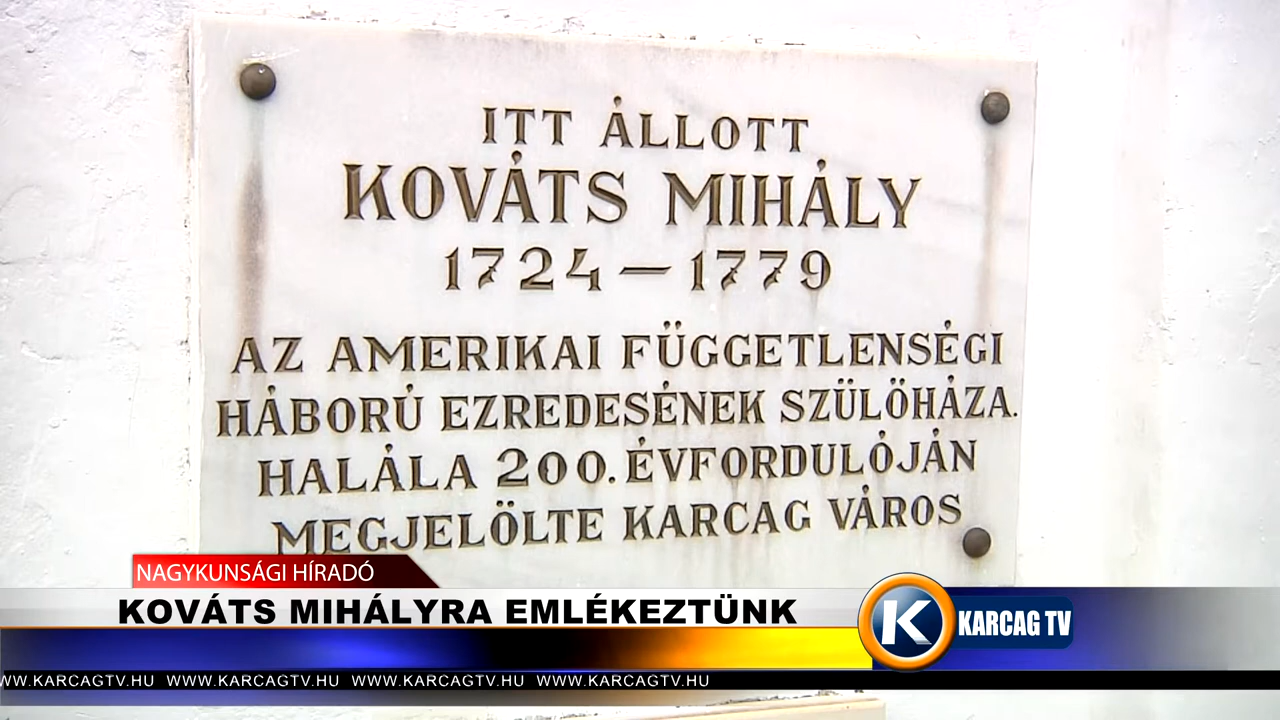 ITT ÁLLOTT
KOVÁTS MIHÁLY
1724 – 1779
AZ AMERIKAI FÜGGETLENSÉGI
HÁBORÚ EZREDESÉNEK SZÜLŐHÁZA.
HALÁLA 200. ÉVFORDULÓJÁN
MEGJELÖLTE KARCAG VÁROS
NAGYKUNSÁGI HÍRADÓ
KOVÁTS MIHÁLYRA EMLÉKEZTÜNK
K KARCAG TV
WWW.KARCAGTV.HU WWW.KARCAGTV.HU WWW.KARCAGTV.HU WWW.KARCAGTV.HU